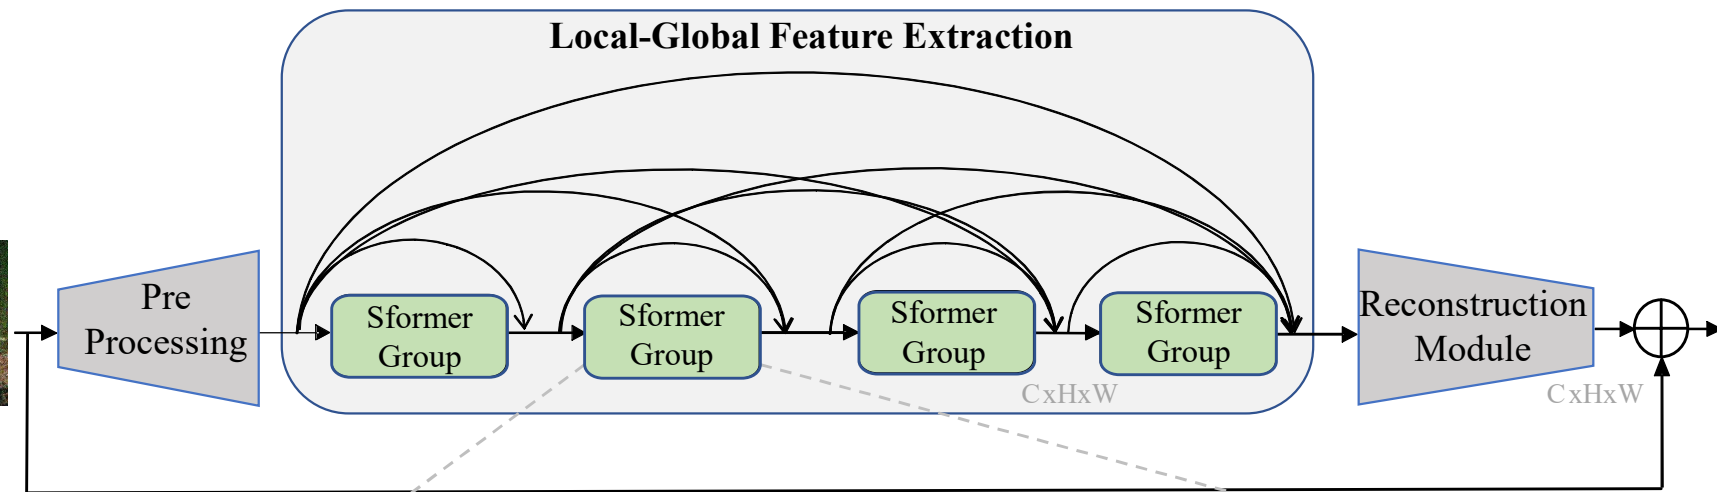 Local-Global Feature Extraction
Pre
Processing
Sformer
Group
Sformer
Group
Sformer
Group
Sformer
Group
Reconstruction
Module
CxHxW
CxHxW